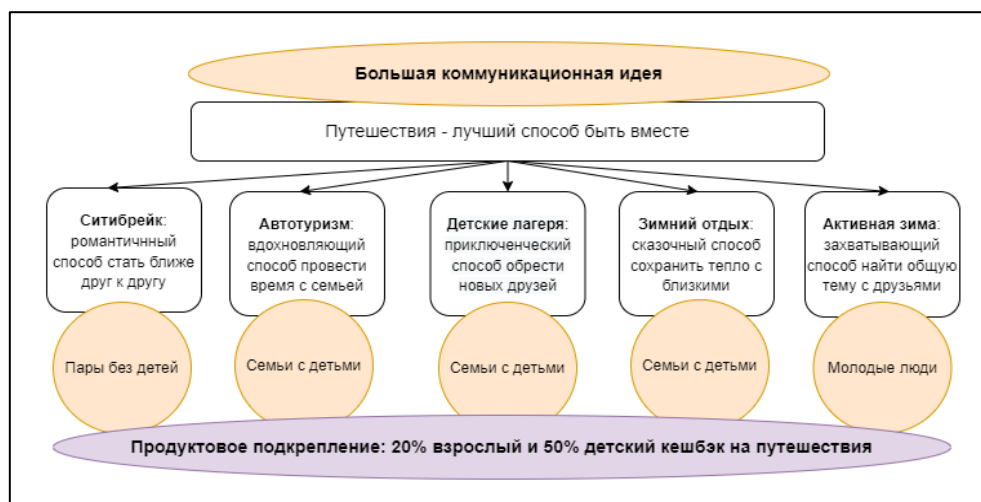 Большая коммуникационная идея
Путешествия - лучший способ быть вместе
Ситибрейк:
романтичнный
способ стать ближе
друг к другу
Автотуризм:
вдохновляющий
способ провести
время с семьей
Детские лагеря:
приключенческий
способ обрести
новых друзей
Зимний отдых:
сказочный способ
сохранить тепло с
близкими
Активная зима:
захватывающий
способ найти общую
тему с друзьями
Пары без детей
Семьи с детьми
Семьи с детьми
Семьи с детьми
Молодые люди
Продуктовое подкрепление: 20% взрослый и 50% детский кешбэк на путешествия